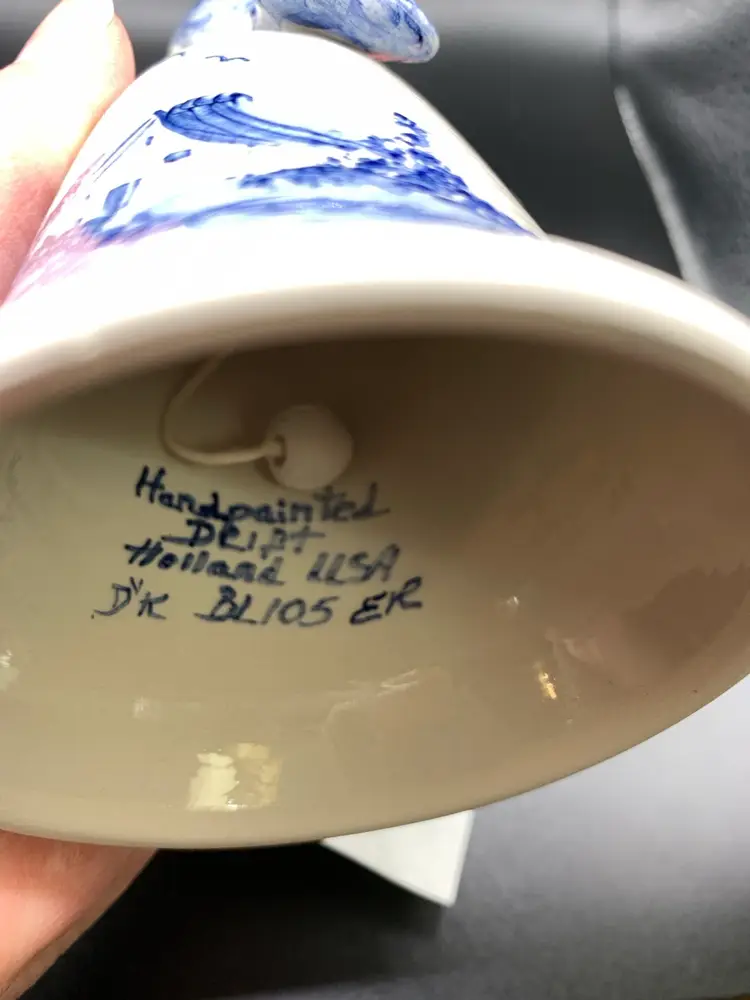 Handpainted
Delft
Holland USA
D"K BL105 ER